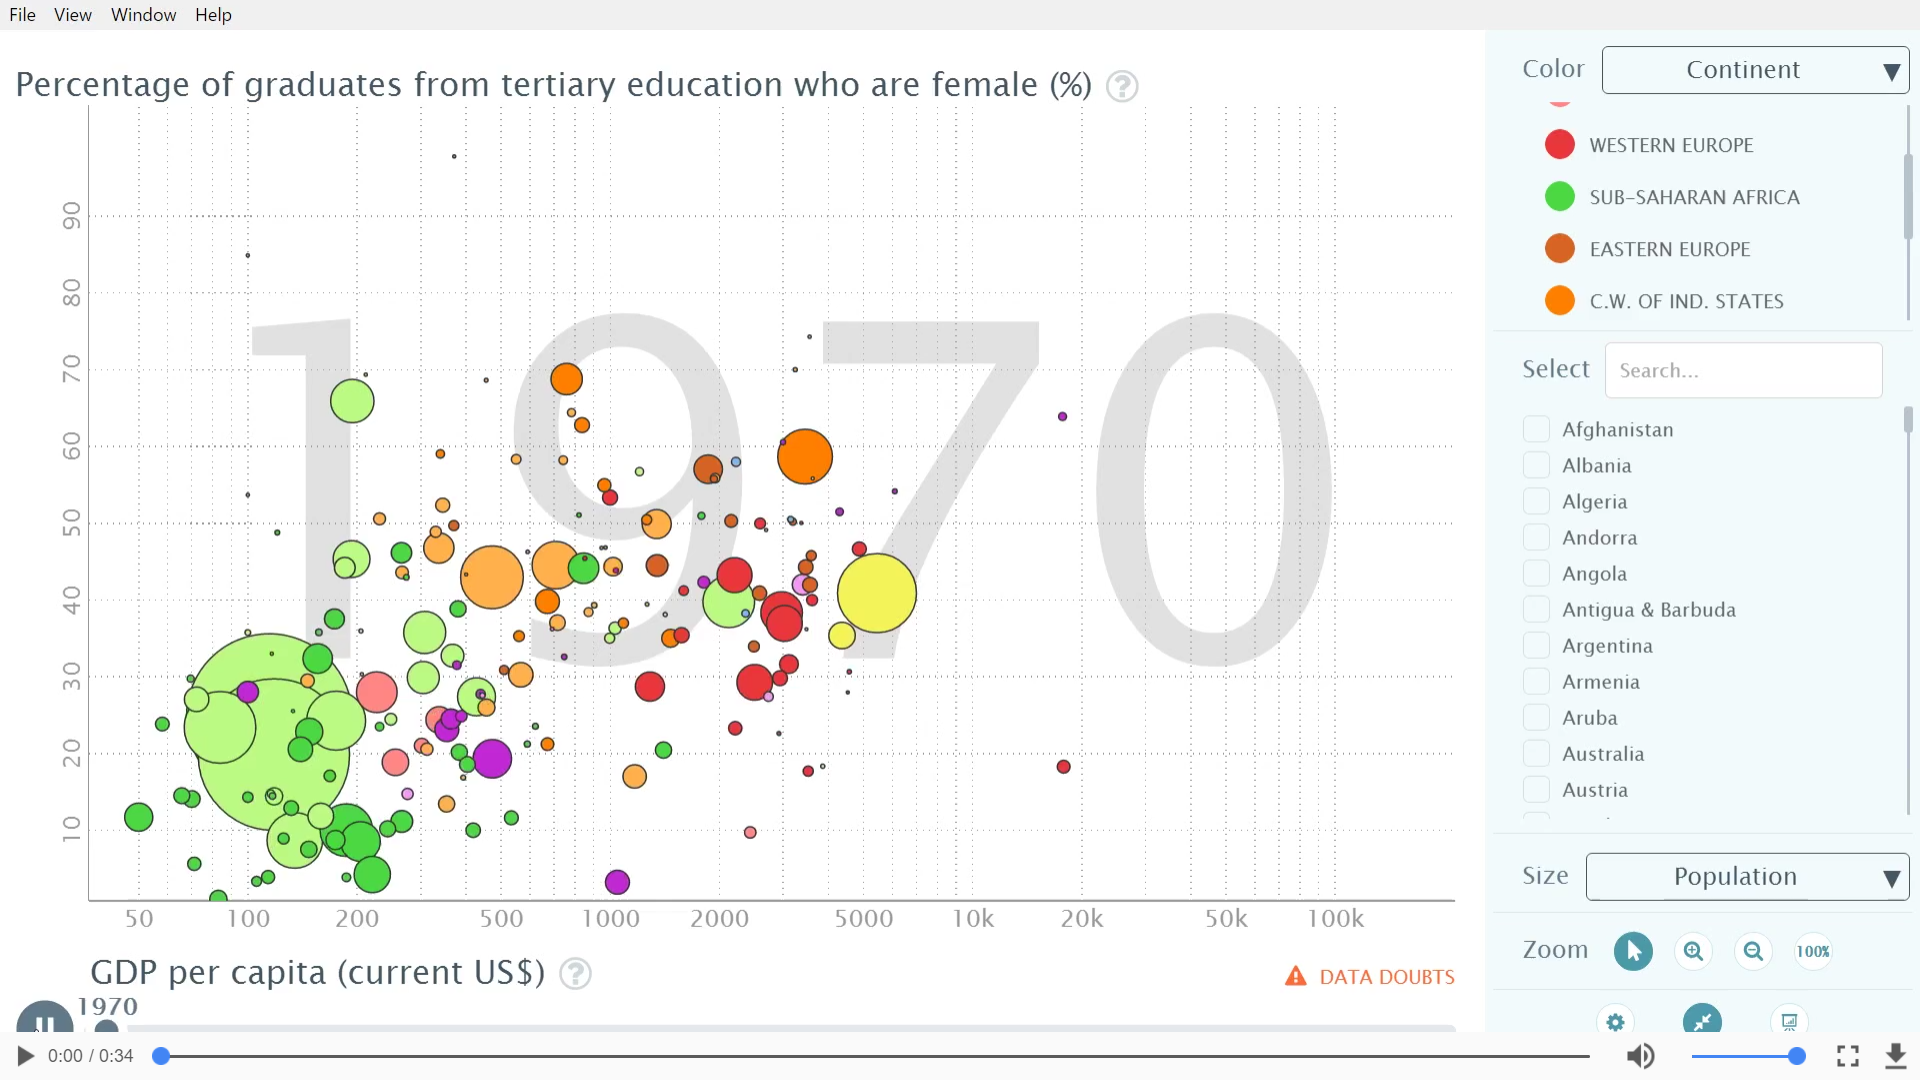 File View Window Help
Percentage of graduates from tertiary education who are female (%) ?
Color Continent ▼
WESTERN EUROPE
SUB-SAHARAN AFRICA
EASTERN EUROPE
C.W. OF IND. STATES
Select Search...
Afghanistan
Albania
Algeria
Andorra
Angola
Antigua & Barbuda
Argentina
Armenia
Aruba
Australia
Austria
Size Population ▼
Zoom 100%
90
80
70
60
50
40
30
20
10
1970
50 100 200 500 1000 2000 5000 10k 20k 50k 100k
GDP per capita (current US$) ?
DATA DOUBTS
1970
0:00 / 0:34